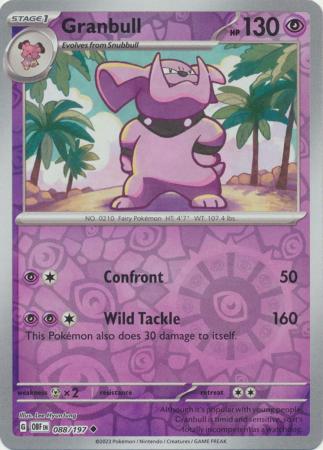 STAGE 1
Granbull
HP 130
Evolves from Snubbull
NO. 0210 Fairy Pokémon HT: 4'7" WT: 107.4 lbs
Confront 50
Wild Tackle 160
This Pokémon also does 30 damage to itself.
weakness ×2 resistance retreat
Illus. Lee HyunJung
Although it's popular with young people,
Granbull is timid and sensitive, so
G OBF EN 088/197
©2023 Pokémon / Nintendo / Creatures / GAME FREAK